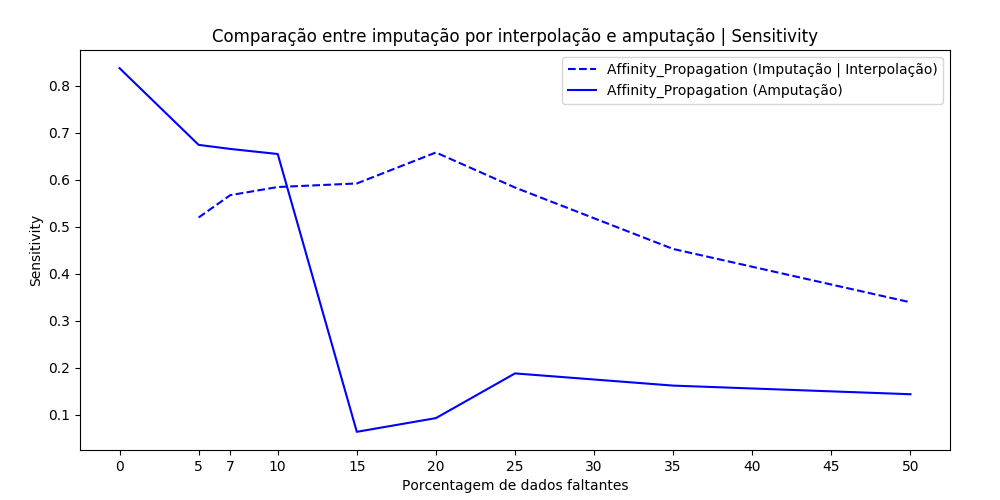 Comparação entre imputação por interpolação e amputação | Sensitivity
Affinity_Propagation (Imputação | Interpolação)
Affinity_Propagation (Amputação)
Sensitivity
0.8
0.7
0.6
0.5
0.4
0.3
0.2
0.1
0 5 7 10 15 20 25 30 35 40 45 50
Porcentagem de dados faltantes